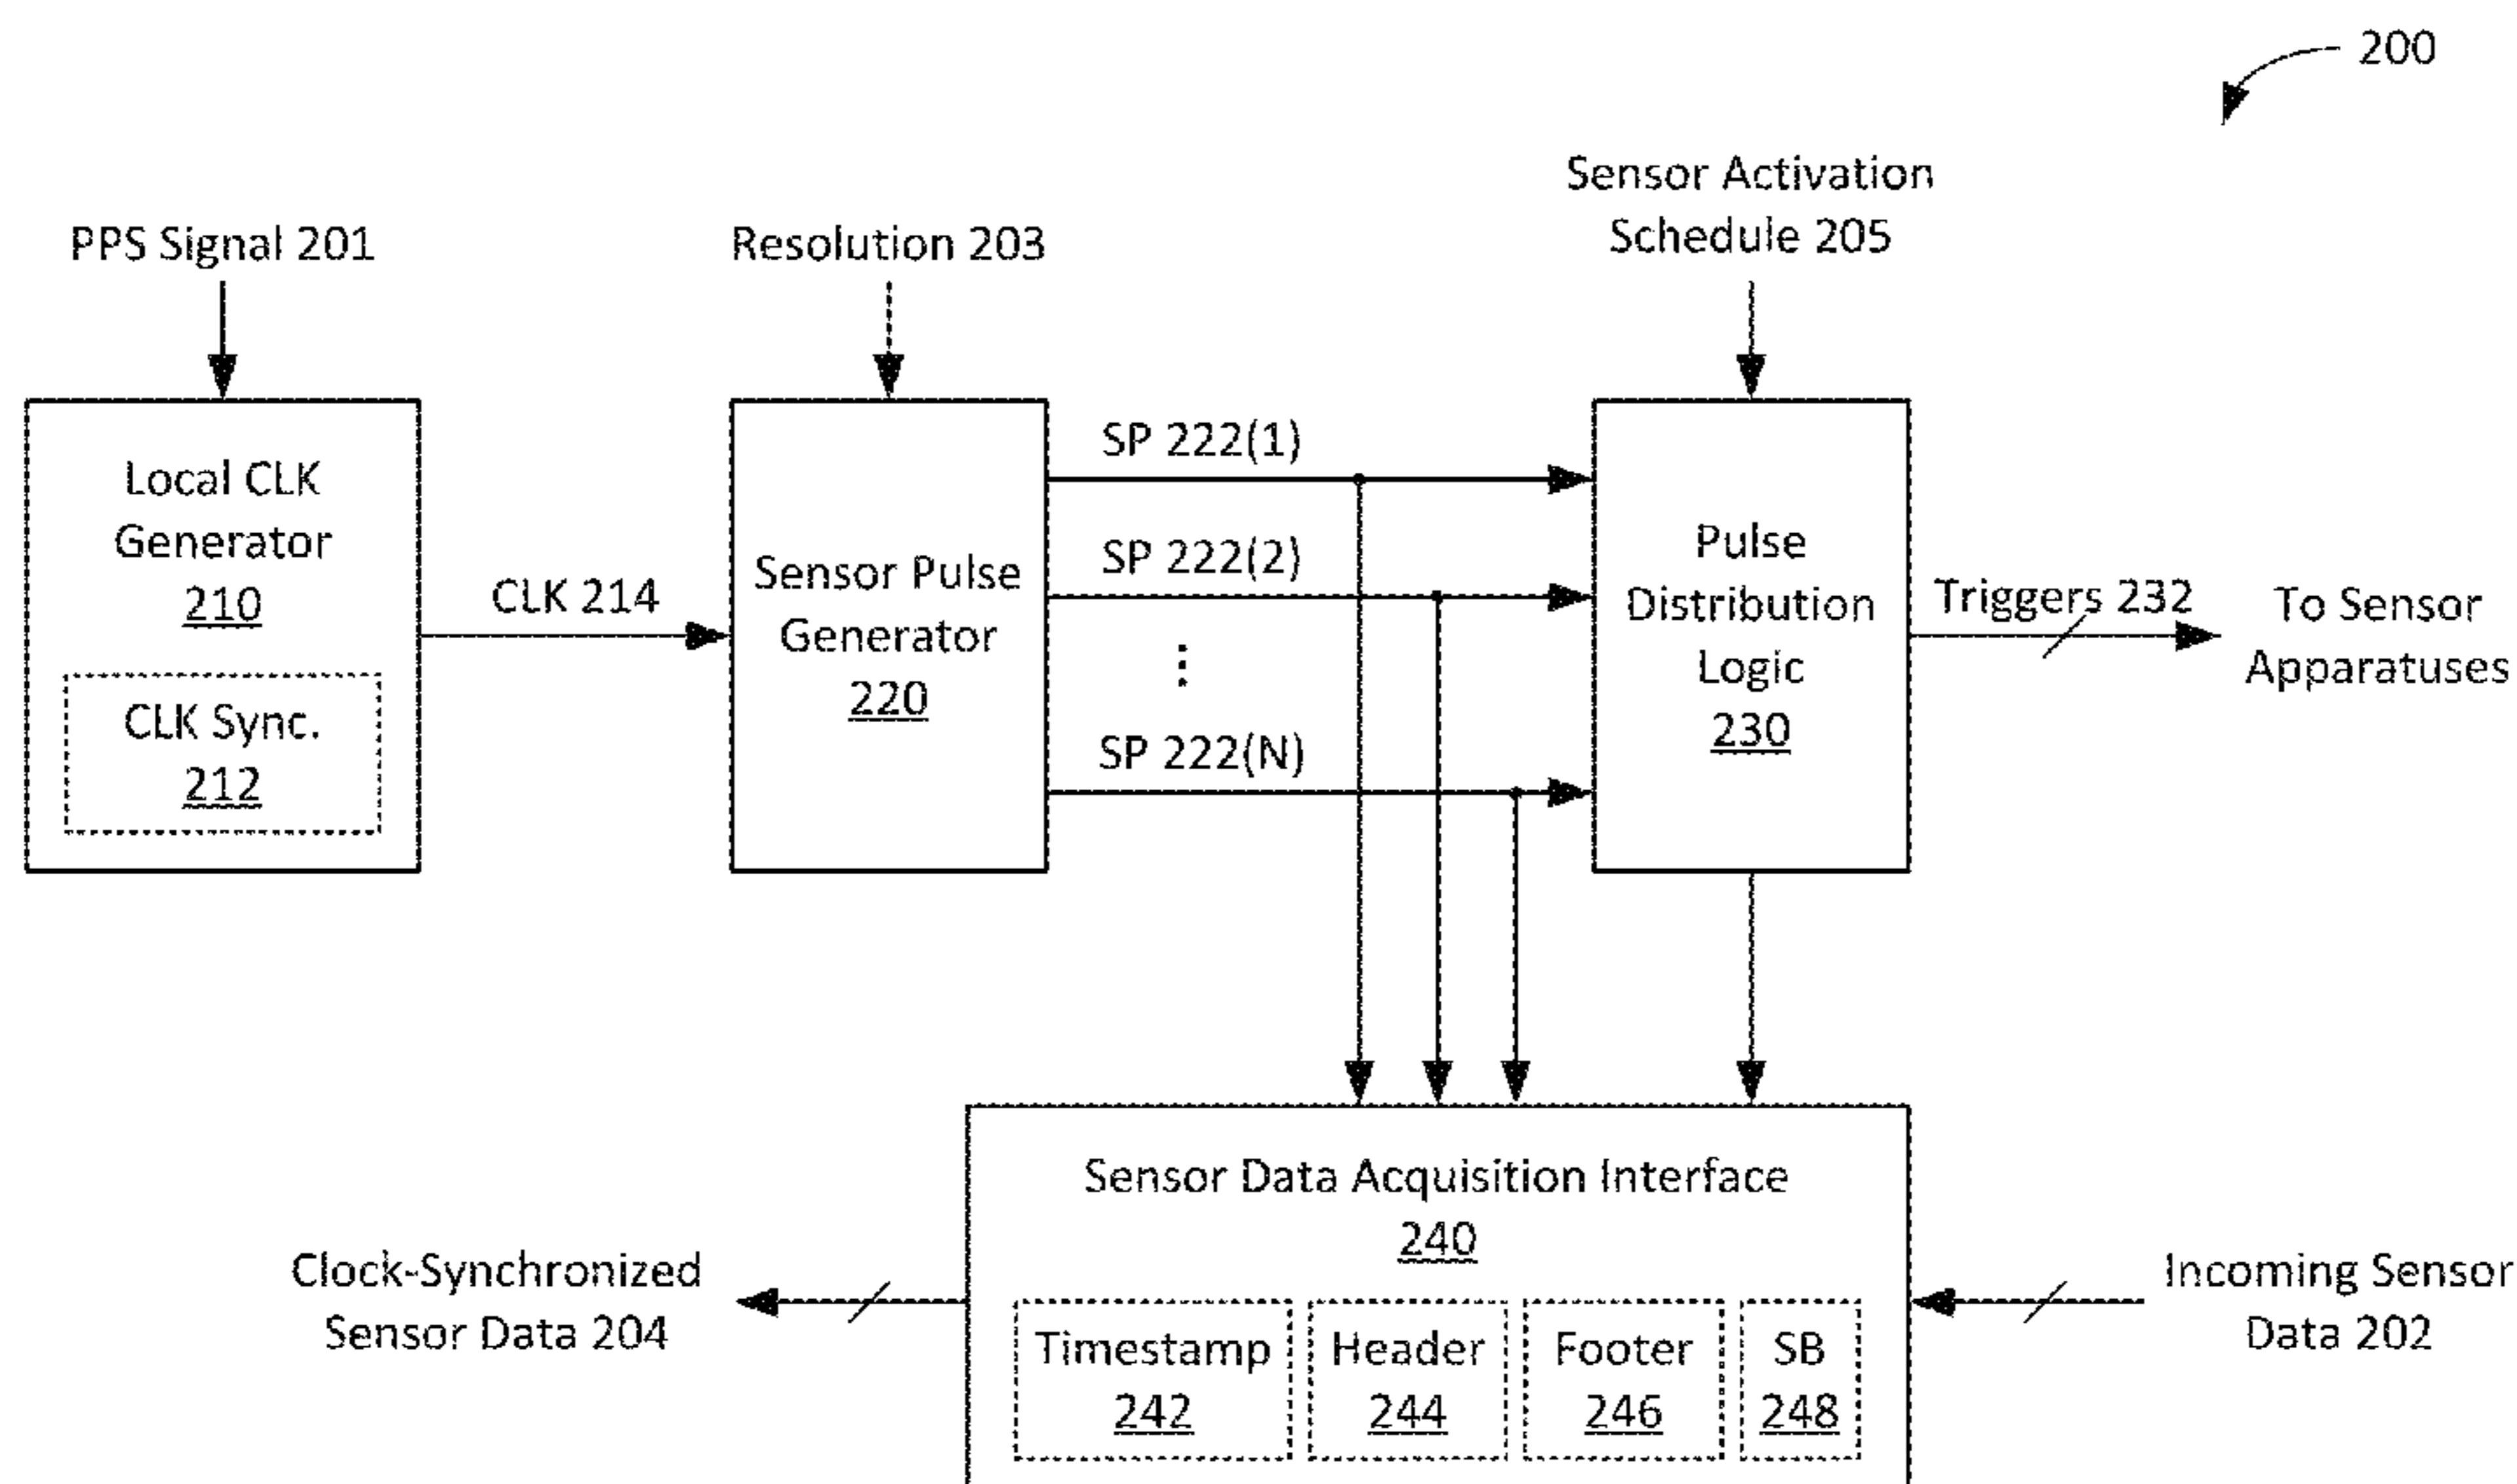 200
Sensor Activation
Schedule 205
PPS Signal 201
Resolution 203
Local CLK
Generator
210
CLK Sync.
212
CLK 214
Sensor Pulse
Generator
220
SP 222(1)
SP 222(2)
⋮
SP 222(N)
Pulse
Distribution
Logic
230
Triggers 232
To Sensor
Apparatuses
Sensor Data Acquisition Interface
240
Timestamp
242
Header
244
Footer
246
SB
248
Clock-Synchronized
Sensor Data 204
Incoming Sensor
Data 202